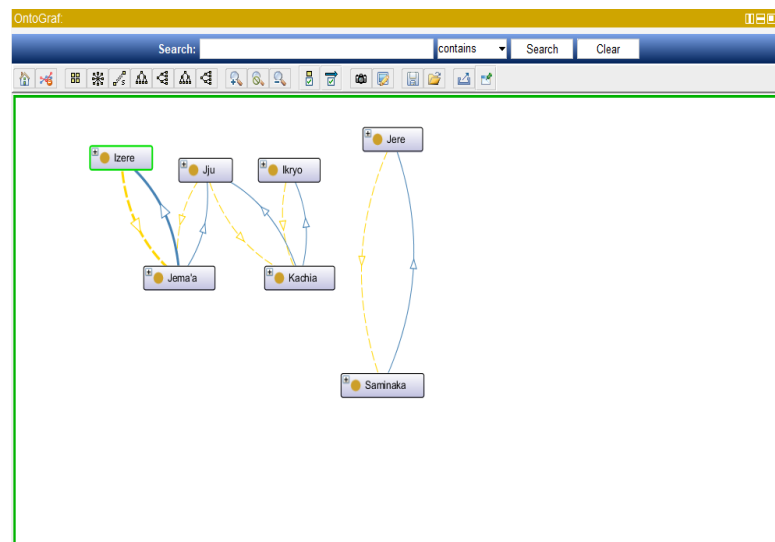 OntoGraf:
Search: contains Search Clear
Jere
Izere
Jju
Ikryo
Jema'a
Kachia
Saminaka